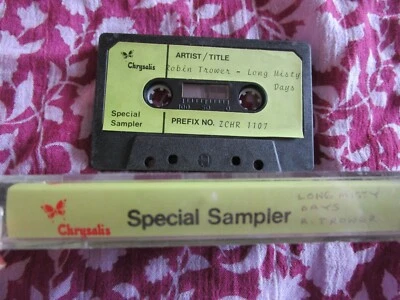 Chrysalis
ARTIST/TITLE
Robin Trower - Long Misty
Days
Special
Sampler
PREFIX NO. ZCHR 1107
Chrysalis
Special Sampler
LONG MISTY
DAYS
R. TROWER